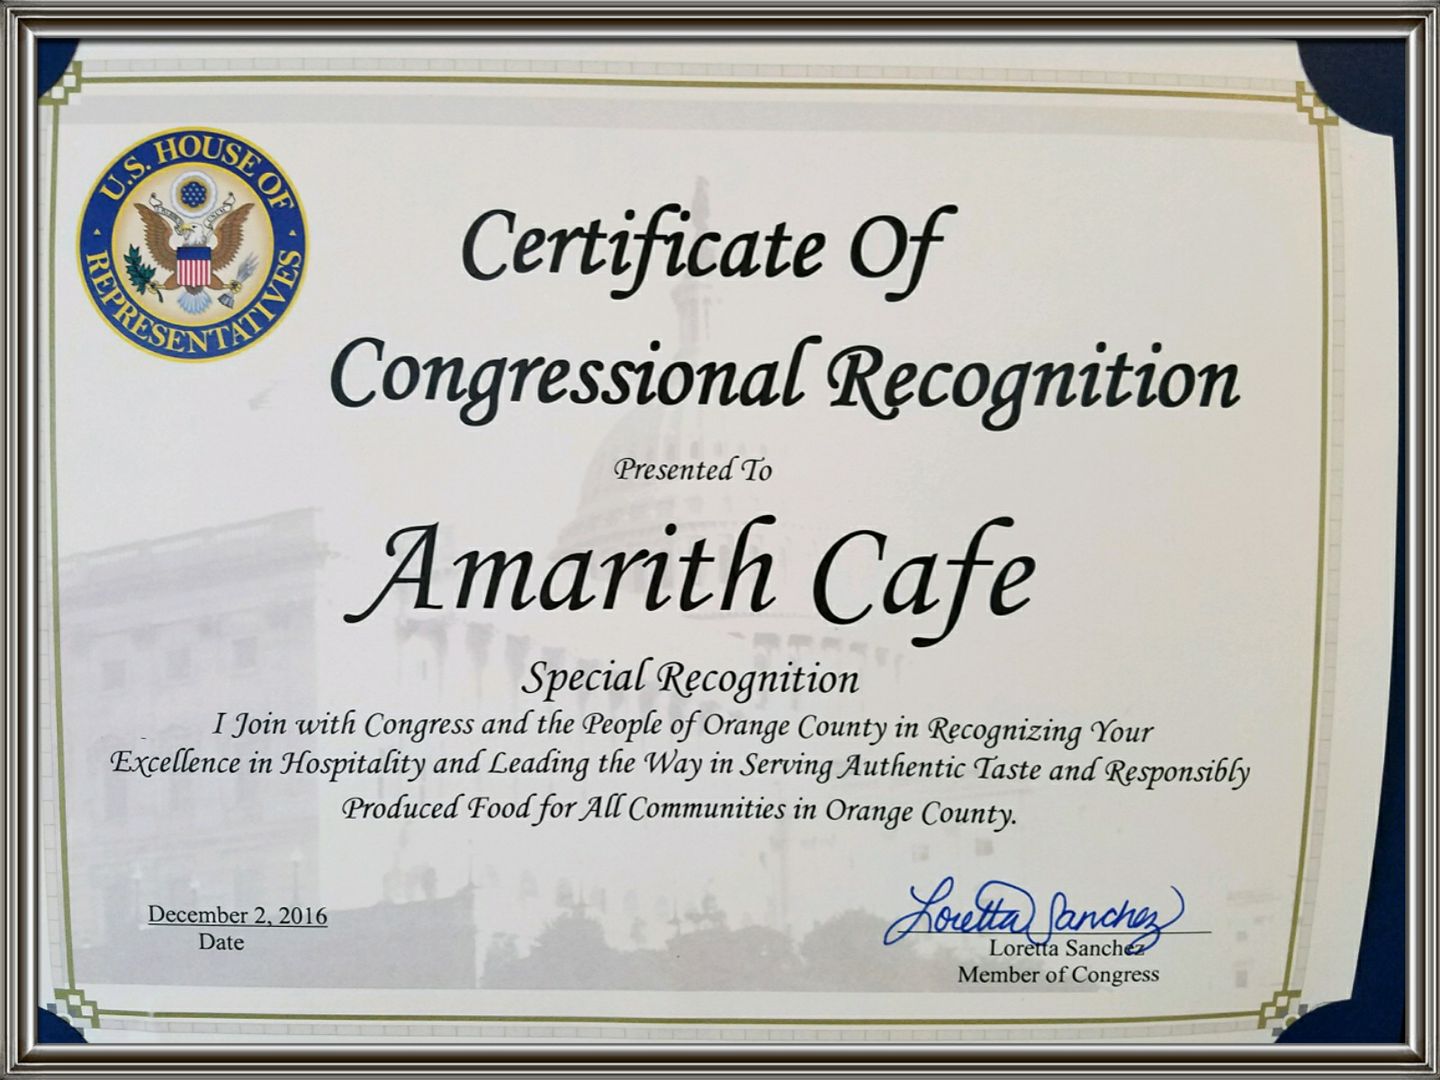 U.S. HOUSE OF
REPRESENTATIVES
Certificate Of
Congressional Recognition
Presented To
Amarith Cafe
Special Recognition
I Join with Congress and the People of Orange County in Recognizing Your
Excellence in Hospitality and Leading the Way in Serving Authentic Taste and Responsibly
Produced Food for All Communities in Orange County.
December 2, 2016
Date
Loretta Sanchez
Loretta Sanchez
Member of Congress